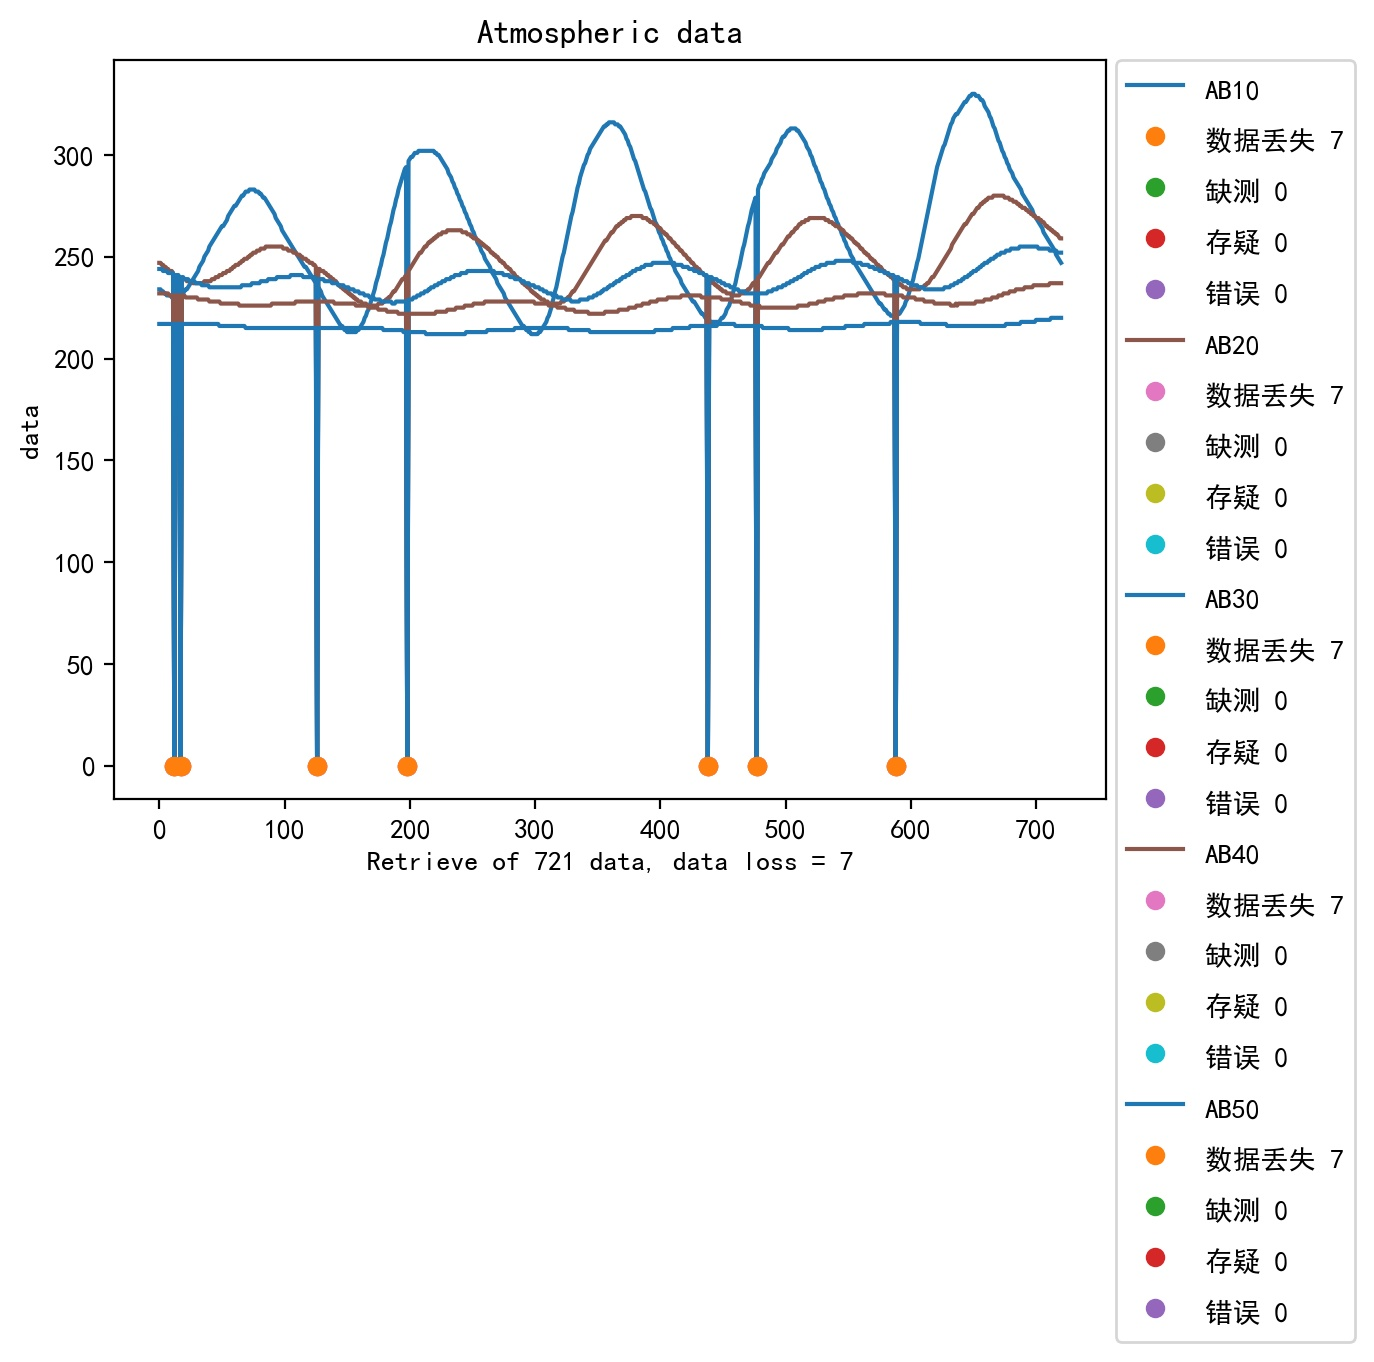 Atmospheric data
data
300
250
200
150
100
50
0
0 100 200 300 400 500 600 700
Retrieve of 721 data, data loss = 7
AB10
数据丢失 7
缺测 0
存疑 0
错误 0
AB20
数据丢失 7
缺测 0
存疑 0
错误 0
AB30
数据丢失 7
缺测 0
存疑 0
错误 0
AB40
数据丢失 7
缺测 0
存疑 0
错误 0
AB50
数据丢失 7
缺测 0
存疑 0
错误 0